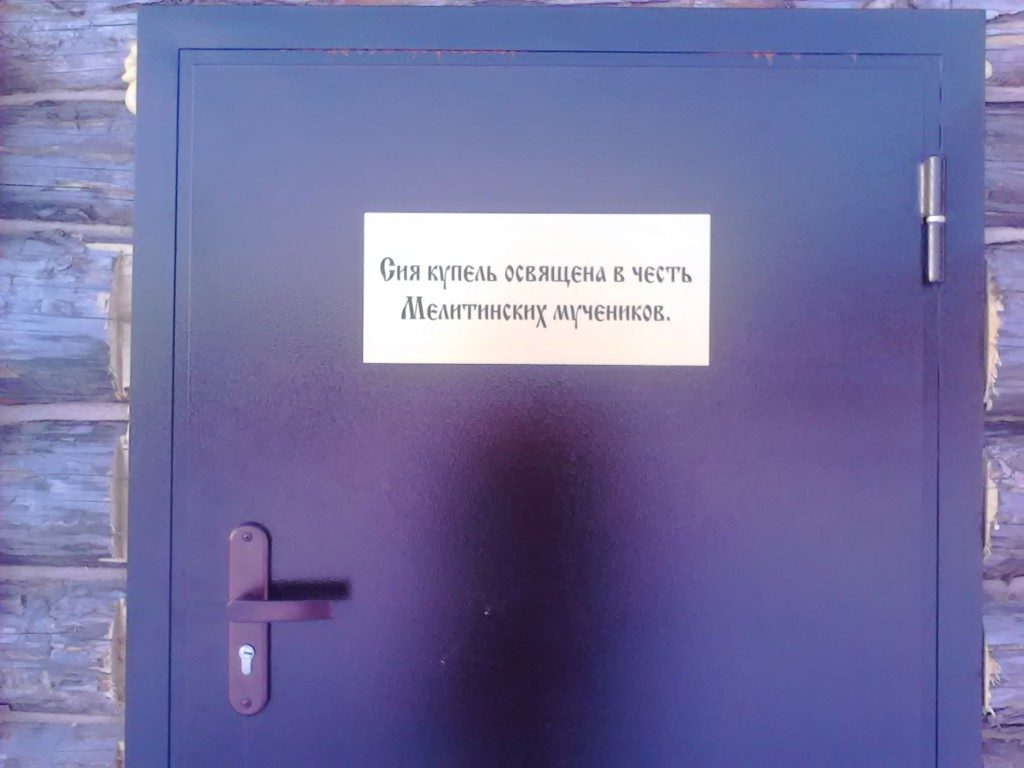 Сия купель освящена в честь
Мелитинских мучеников.